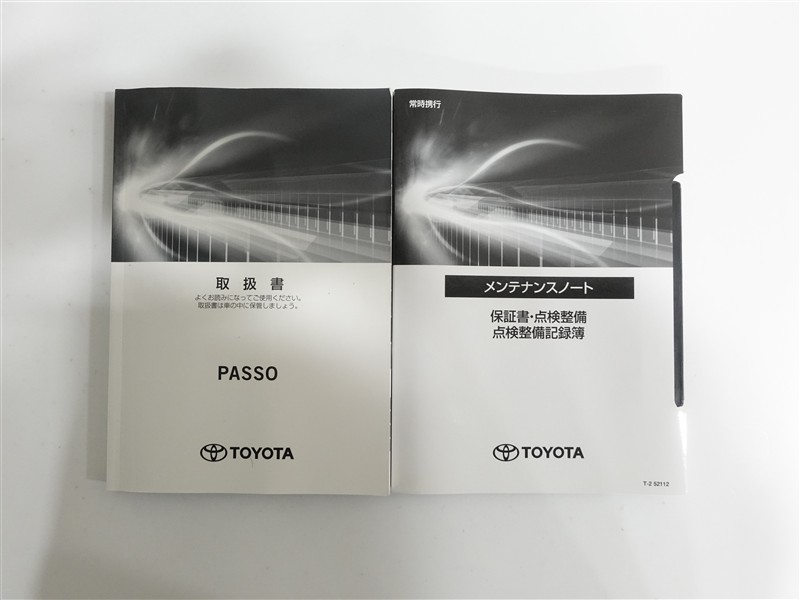 取扱書
よくお読みになってご使用ください。
取扱書は車の中に保管しましょう。
PASSO
TOYOTA
常時携行
メンテナンスノート
保証書・点検整備
点検整備記録簿
TOYOTA
T-2 52112